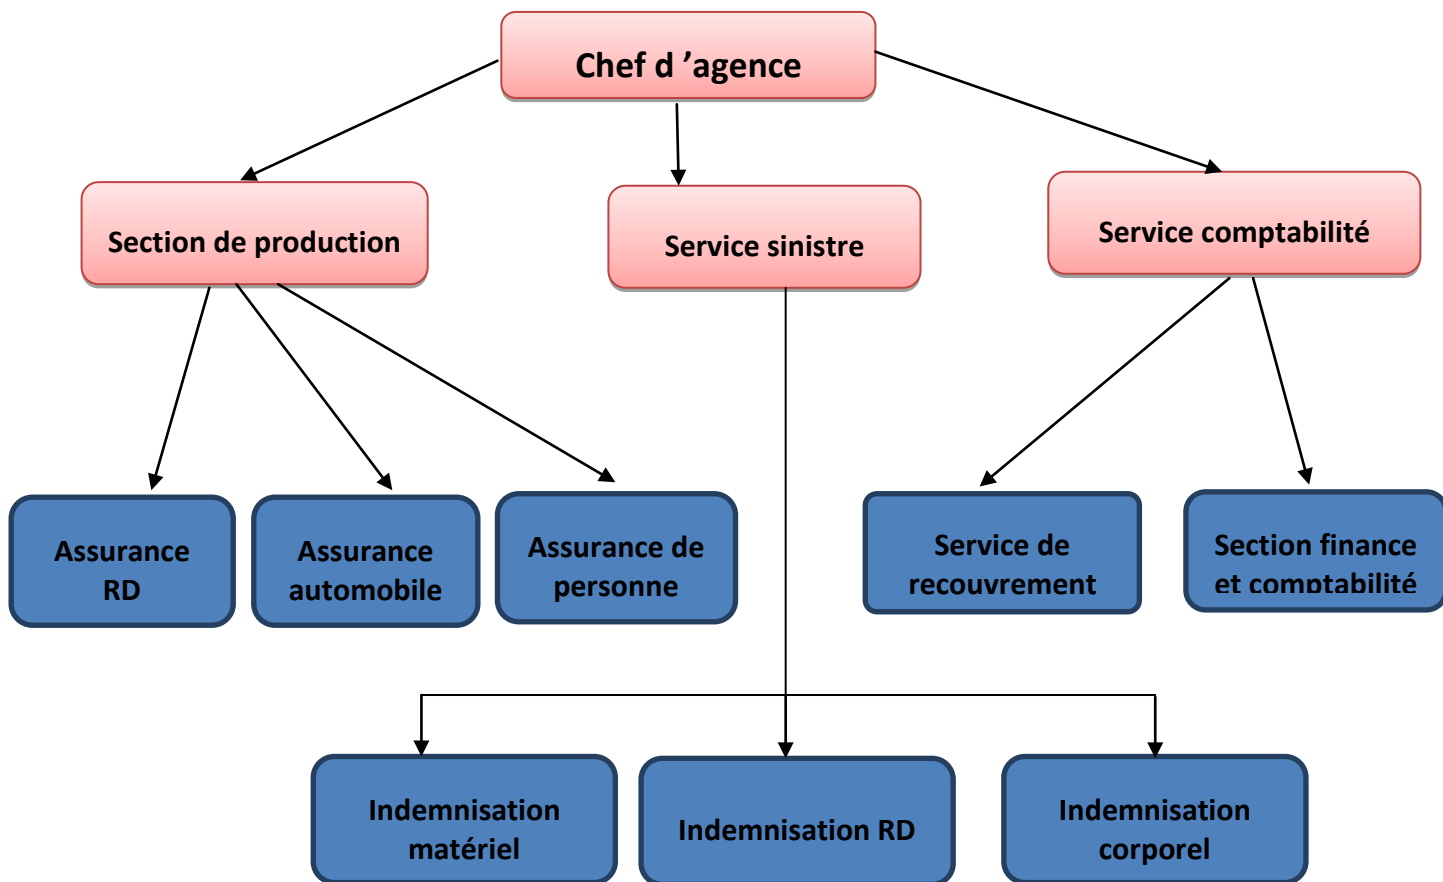 Chef d ’agence
Section de production
Service sinistre
Service comptabilité
Assurance
RD
Assurance
automobile
Assurance de
personne
Service de
recouvrement
Section finance
et comptabilité
Indemnisation
matériel
Indemnisation RD
Indemnisation
corporel